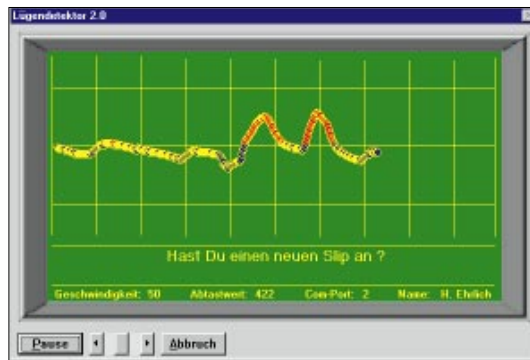 Lügendetektor 2.0
Hast Du einen neuen Slip an ?
Geschwindigkeit: 50 Abtastwert: 422 Com-Port: 2 Name: H. Ehrlich
Pause Abbruch